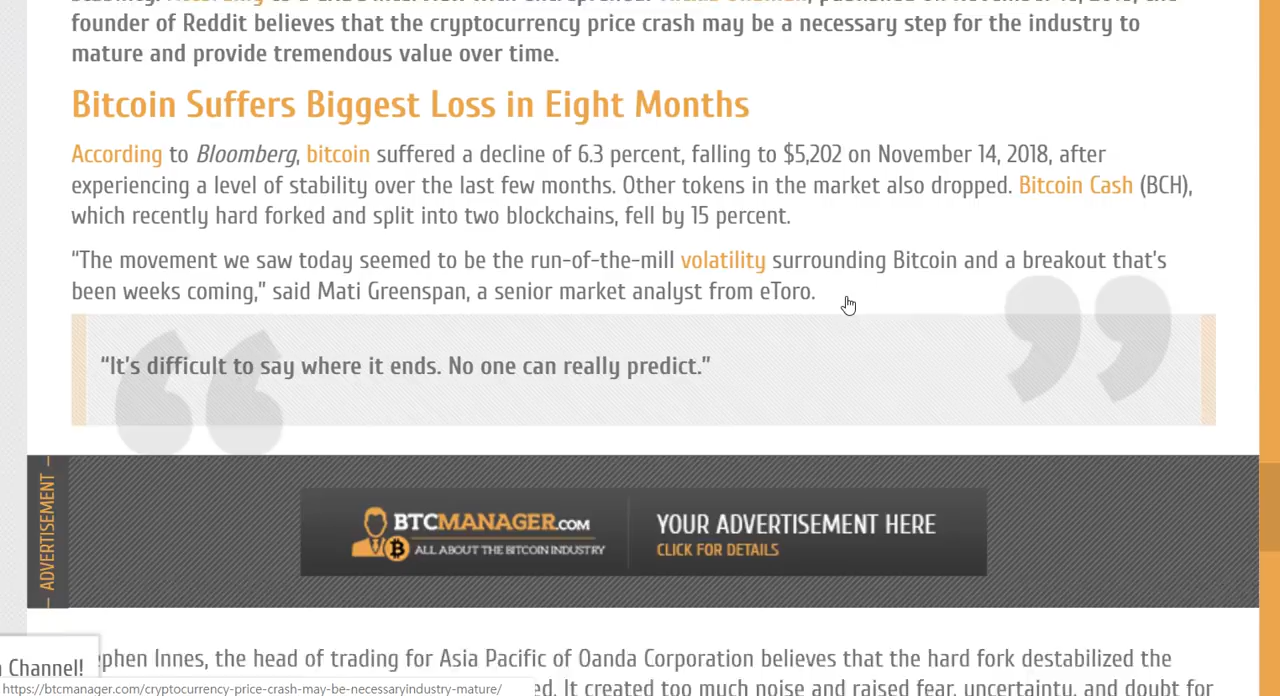 founder of Reddit believes that the cryptocurrency price crash may be a necessary step for the industry to
mature and provide tremendous value over time.
Bitcoin Suffers Biggest Loss in Eight Months
According to Bloomberg, bitcoin suffered a decline of 6.3 percent, falling to $5,202 on November 14, 2018, after
experiencing a level of stability over the last few months. Other tokens in the market also dropped. Bitcoin Cash (BCH),
which recently hard forked and split into two blockchains, fell by 15 percent.
“The movement we saw today seemed to be the run-of-the-mill volatility surrounding Bitcoin and a breakout that’s
been weeks coming,” said Mati Greenspan, a senior market analyst from eToro.
“It’s difficult to say where it ends. No one can really predict.”
ADVERTISEMENT
BTCMANAGER.COM
ALL ABOUT THE BITCOIN INDUSTRY
YOUR ADVERTISEMENT HERE
CLICK FOR DETAILS
ephen Innes, the head of trading for Asia Pacific of Oanda Corporation believes that the hard fork destabilized the
Channel!
ed. It created too much noise and raised fear, uncertainty, and doubt for
https://btcmanager.com/cryptocurrency-price-crash-may-be-necessaryindustry-mature/